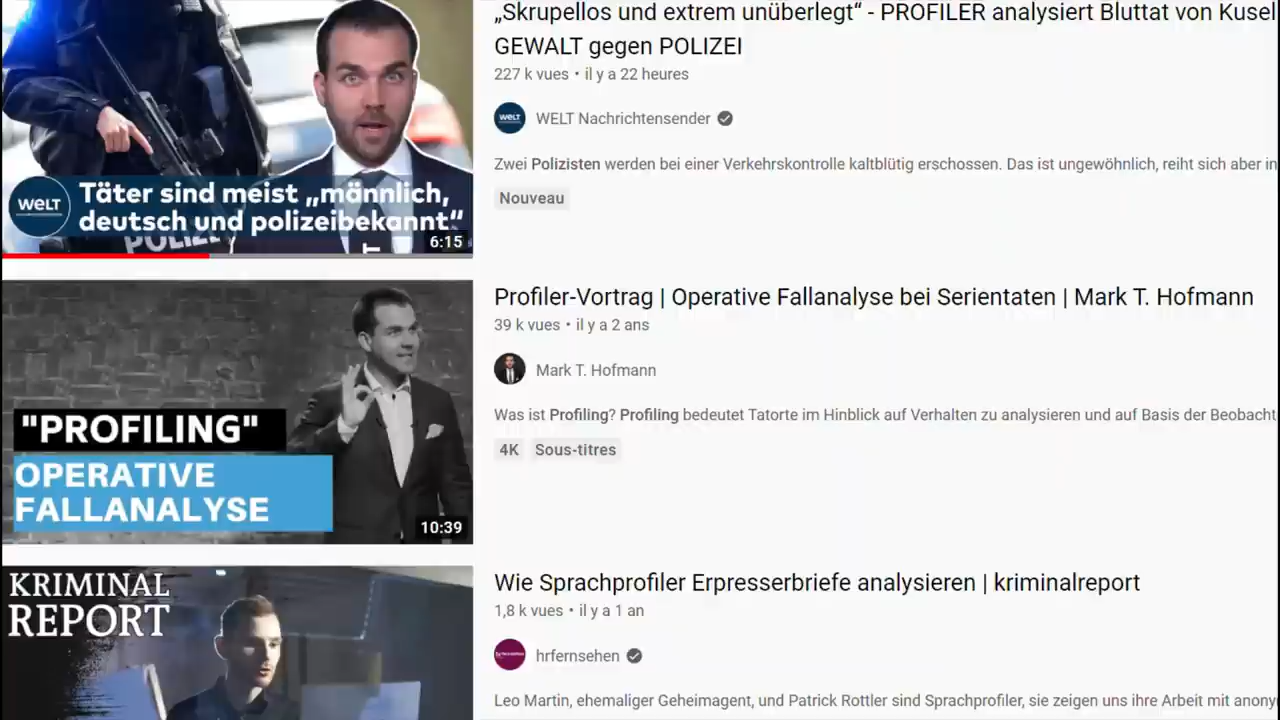 „Skrupellos und extrem unüberlegt“ - PROFILER analysiert Bluttat von Kusel
GEWALT gegen POLIZEI
227 k vues • il y a 22 heures
WELT
WELT Nachrichtensender
Zwei Polizisten werden bei einer Verkehrskontrolle kaltblütig erschossen. Das ist ungewöhnlich, reiht sich aber in
Nouveau
WELT
Täter sind meist „männlich,
deutsch und polizeibekannt“
POLIZEI
6:15
Profiler-Vortrag | Operative Fallanalyse bei Serientaten | Mark T. Hofmann
39 k vues • il y a 2 ans
Mark T. Hofmann
Was ist Profiling? Profiling bedeutet Tatorte im Hinblick auf Verhalten zu analysieren und auf Basis der Beobacht
4K Sous-titres
"PROFILING"
OPERATIVE
FALLANALYSE
10:39
KRIMINAL
REPORT
Wie Sprachprofiler Erpresserbriefe analysieren | kriminalreport
1,8 k vues • il y a 1 an
hrfernsehen
Leo Martin, ehemaliger Geheimagent, und Patrick Rottler sind Sprachprofiler, sie zeigen uns ihre Arbeit mit anony